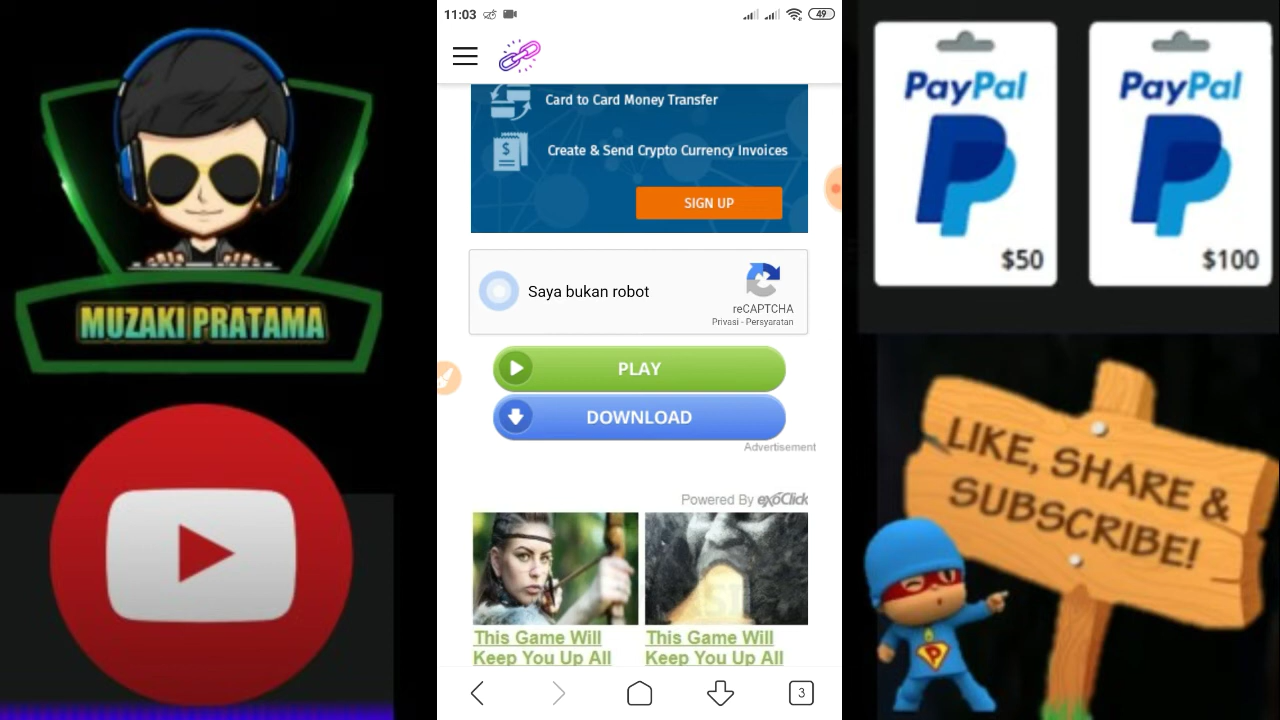 MUZAKI PRATAMA
11:03
49
Card to Card Money Transfer
$
Create & Send Crypto Currency Invoices
SIGN UP
Saya bukan robot
reCAPTCHA
Privasi - Persyaratan
PLAY
DOWNLOAD
Advertisement
Powered By exoClick
This Game Will
Keep You Up All
This Game Will
Keep You Up All
3
PayPal
$50
PayPal
$100
LIKE, SHARE &
SUBSCRIBE!
P